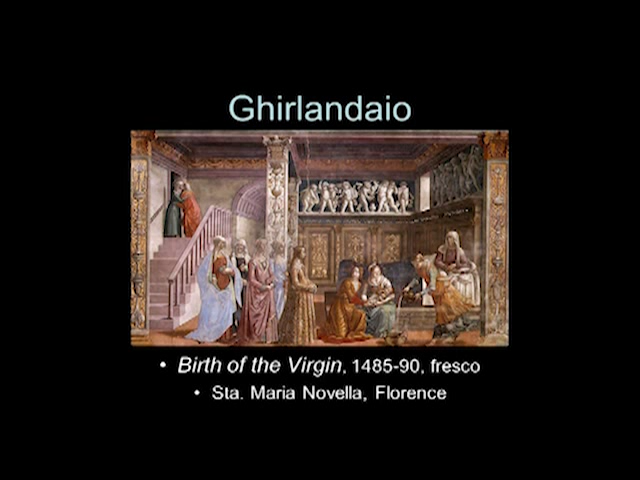 Ghirlandaio
• Birth of the Virgin, 1485-90, fresco
• Sta. Maria Novella, Florence